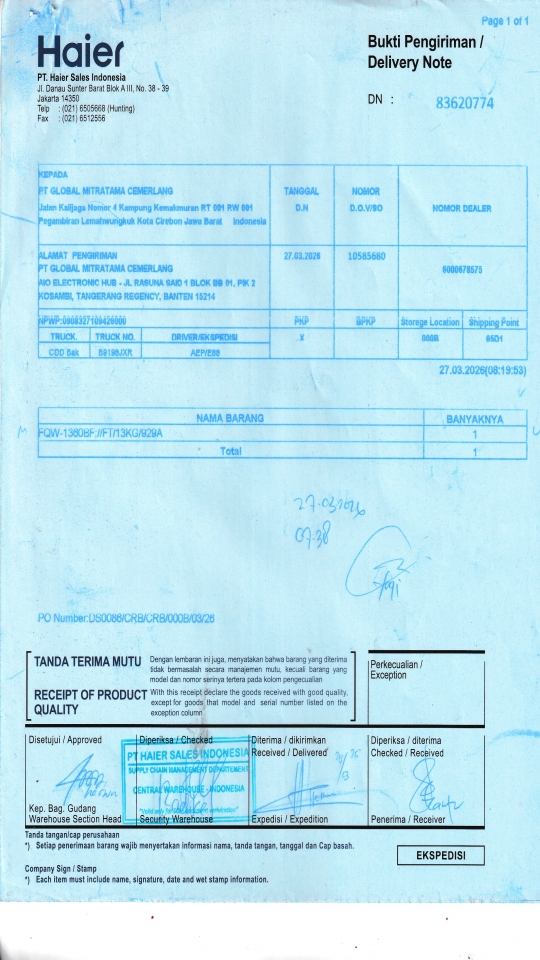 Page 1 of 1
Haier
Bukti Pengiriman /
Delivery Note
PT. Haier Sales Indonesia
Jl. Danau Sunter Barat Blok A III, No. 38 - 39
Jakarta 14350
Telp : (021) 6505668 (Hunting)
Fax : (021) 6512556
DN : 83620774
KEPADA
PT GLOBAL MITRATAMA CEMERLANG
Jalan Kalijaga Nomor 4 Kampung Kemakmuran RT 001 RW 001
Pegambiran Lemahwungkuk Kota Cirebon Jawa Barat Indonesia
TANGGAL
D.N
NOMOR
D.O.V/SO
NOMOR DEALER
ALAMAT PENGIRIMAN
PT GLOBAL MITRATAMA CEMERLANG
AIO ELECTRONIC HUB - JL RASUNA SAID 1 BLOK BB 01, PIK 2
KOSAMBI, TANGERANG REGENCY, BANTEN 15214
27.03.2026
10585680
6000678575
NPWP:0908327109426000
PKP
BPKP
Storege Location
Shipping Point
TRUCK.
TRUCK NO.
DRIVER/EKSPEDISI
X
000B
65D1
CDD Bak
B9198JXR
AEP/E88
27.03.2026(08:19:53)
NAMA BARANG
BANYAKNYA
FQW-1360BF://FT/13KG/929A
1
Total
1
27.03.2026
07.38
PO Number:DS0086/CRB/CRB/000B/03/26
TANDA TERIMA MUTU
Dengan lembaran ini juga, menyatakan bahwa barang yang diterima
tidak bermasalah secara manajemen mutu, kecuali barang yang
model dan nomor serinya tertera pada kolom pengecualian
RECEIPT OF PRODUCT
QUALITY
With this receipt declare the goods received with good quality,
except for goods that model and serial number listed on the
exception column
Perkecualian /
Exception
Disetujui / Approved
Diperiksa / Checked
Diterima / dikirimkan
Received / Delivered
Diperiksa / diterima
Checked / Received
PT HAIER SALES INDONESIA
SUPPLY CHAIN MANAGEMENT DEPARTEMENT
CENTRAL WAREHOUSE - INDONESIA
Kep. Bag. Gudang
Warehouse Section Head
Security Warehouse
Expedisi / Expedition
Penerima / Receiver
Tanda tangan/cap perusahaan
*) Setiap penerimaan barang wajib menyertakan informasi nama, tanda tangan, tanggal dan Cap basah.
EKSPEDISI
Company Sign / Stamp
*) Each item must include name, signature, date and wet stamp information.